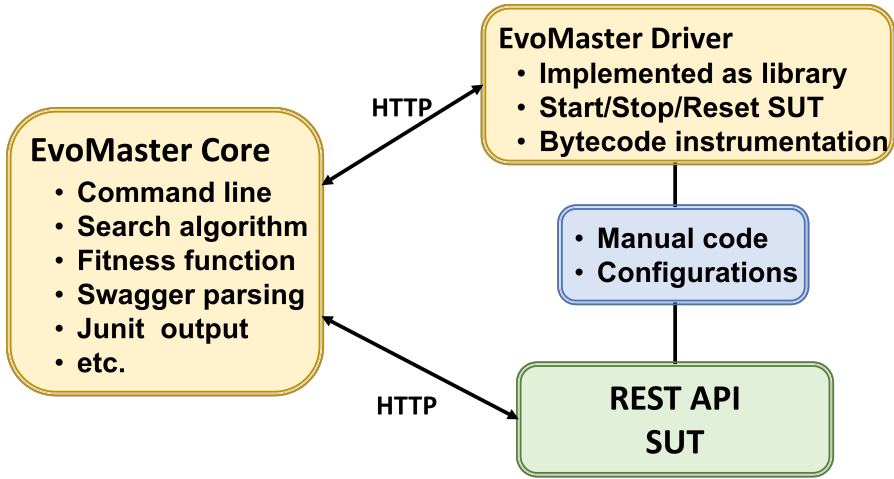 EvoMaster Driver
• Implemented as library
• Start/Stop/Reset SUT
• Bytecode instrumentation
HTTP
EvoMaster Core
• Command line
• Search algorithm
• Fitness function
• Swagger parsing
• Junit  output
• etc.
• Manual code
• Configurations
HTTP
REST API
SUT